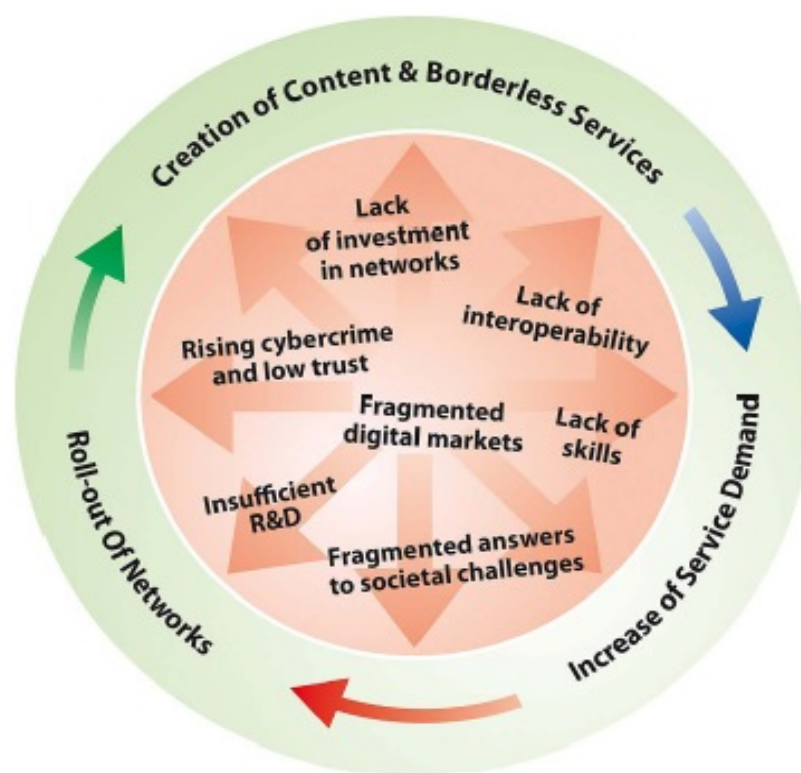 Creation of Content & Borderless Services
Lack
of investment
in networks
Lack of
interoperability
Rising cybercrime
and low trust
Fragmented
digital markets
Lack of
skills
Insufficient
R&D
Fragmented answers
to societal challenges
Roll-out Of Networks
Increase of Service Demand